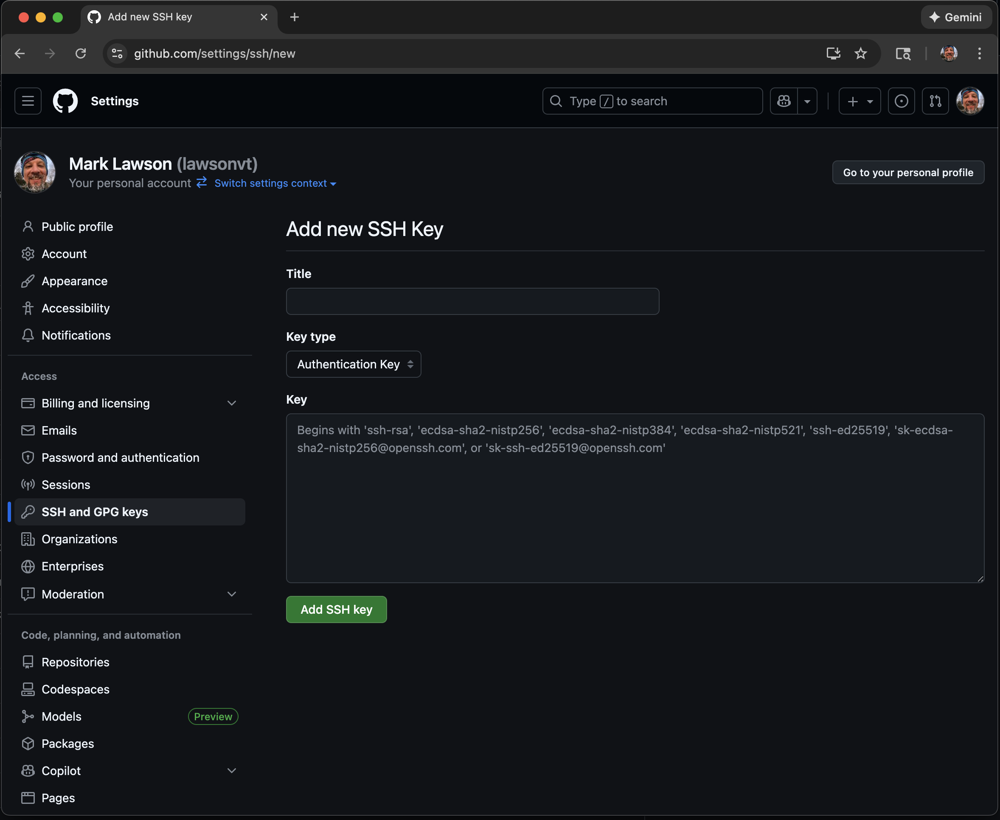 Add new SSH key
Gemini
github.com/settings/ssh/new
Settings
Type / to search
Mark Lawson (lawsonvt)
Your personal account Switch settings context
Go to your personal profile
Public profile
Account
Appearance
Accessibility
Notifications
Access
Billing and licensing
Emails
Password and authentication
Sessions
SSH and GPG keys
Organizations
Enterprises
Moderation
Code, planning, and automation
Repositories
Codespaces
Models Preview
Packages
Copilot
Pages
Add new SSH Key
Title
Key type
Authentication Key
Key
Begins with 'ssh-rsa', 'ecdsa-sha2-nistp256', 'ecdsa-sha2-nistp384', 'ecdsa-sha2-nistp521', 'ssh-ed25519', 'sk-ecdsa-
sha2-nistp256@openssh.com', or 'sk-ssh-ed25519@openssh.com'
Add SSH key